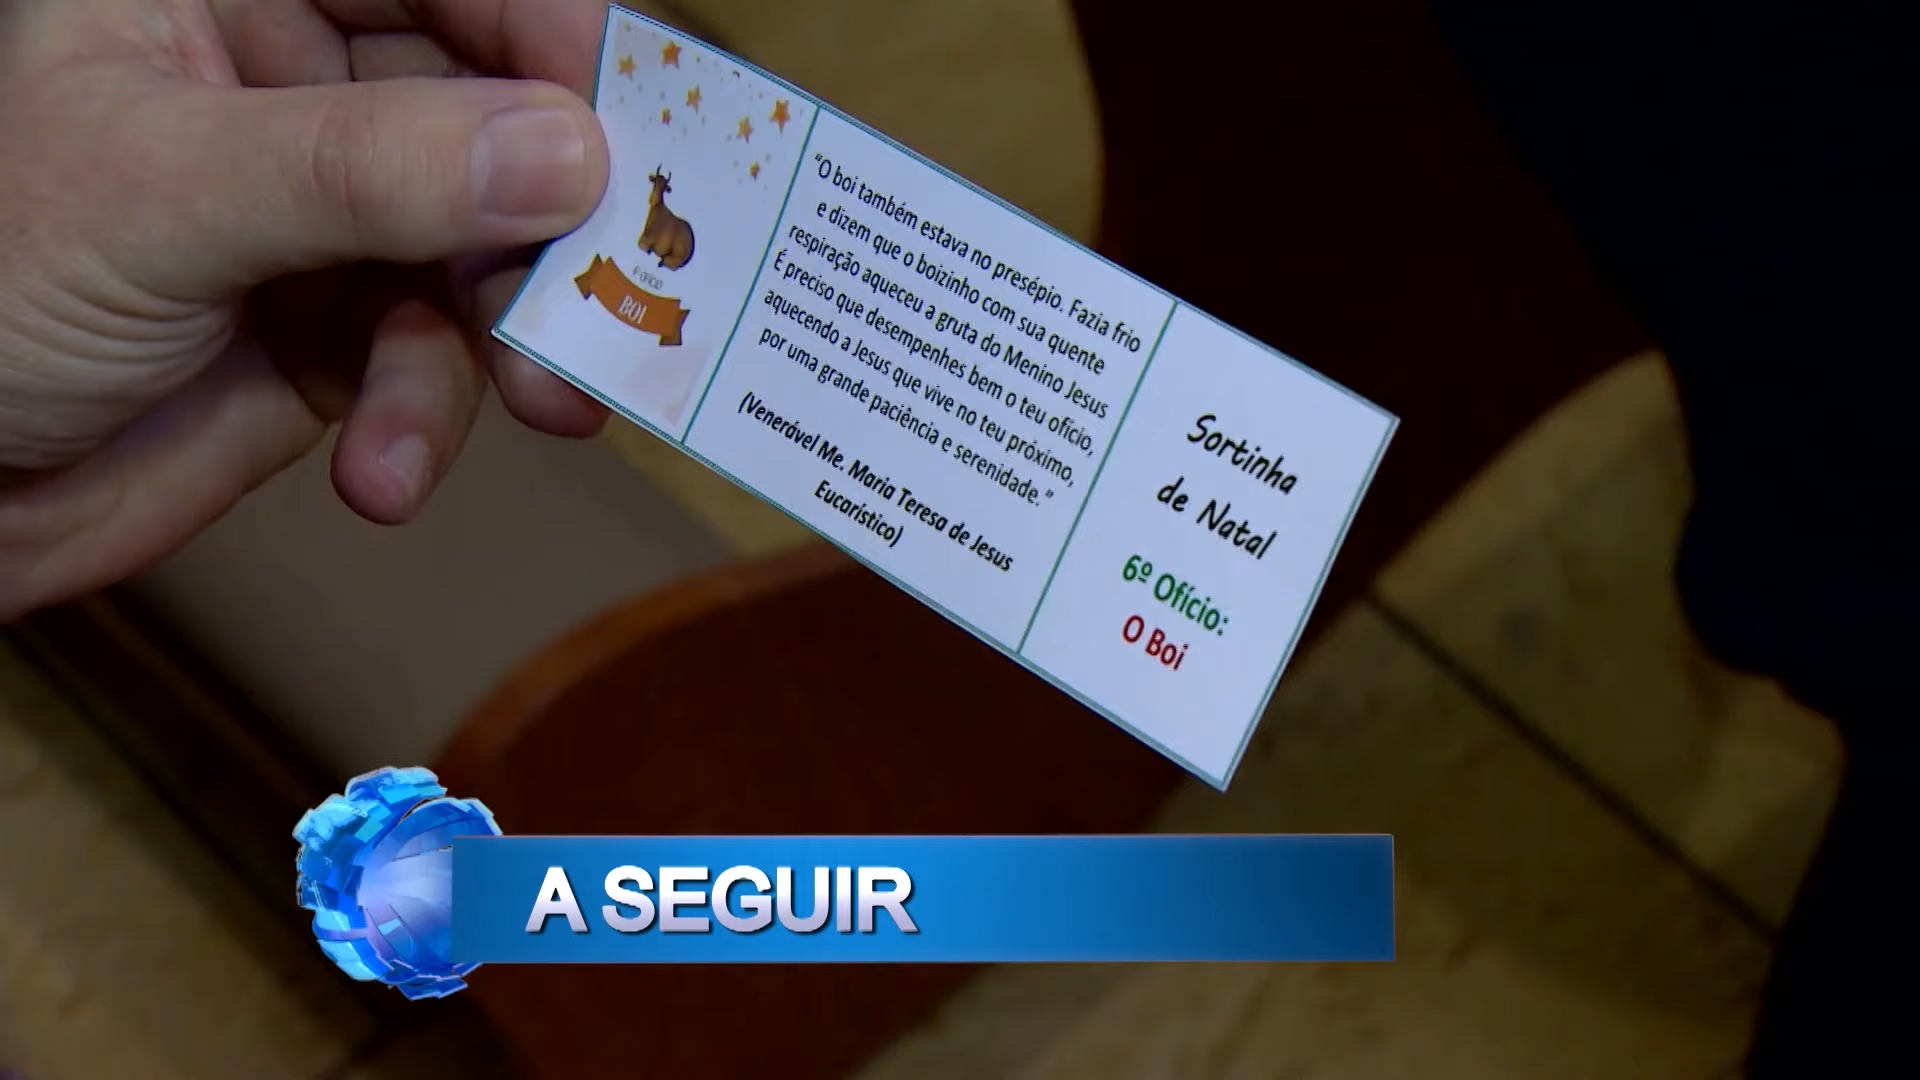 6º OFÍCIO
BOI
"O boi também estava no presépio. Fazia frio
e dizem que o boizinho com sua quente
respiração aqueceu a gruta do Menino Jesus
É preciso que desempenhes bem o teu ofício,
aquecendo a Jesus que vive no teu próximo,
por uma grande paciência e serenidade."
(Venerável Me. Maria Teresa de Jesus
Eucarístico)
Sortinha
de Natal
6º Ofício:
O Boi
A SEGUIR